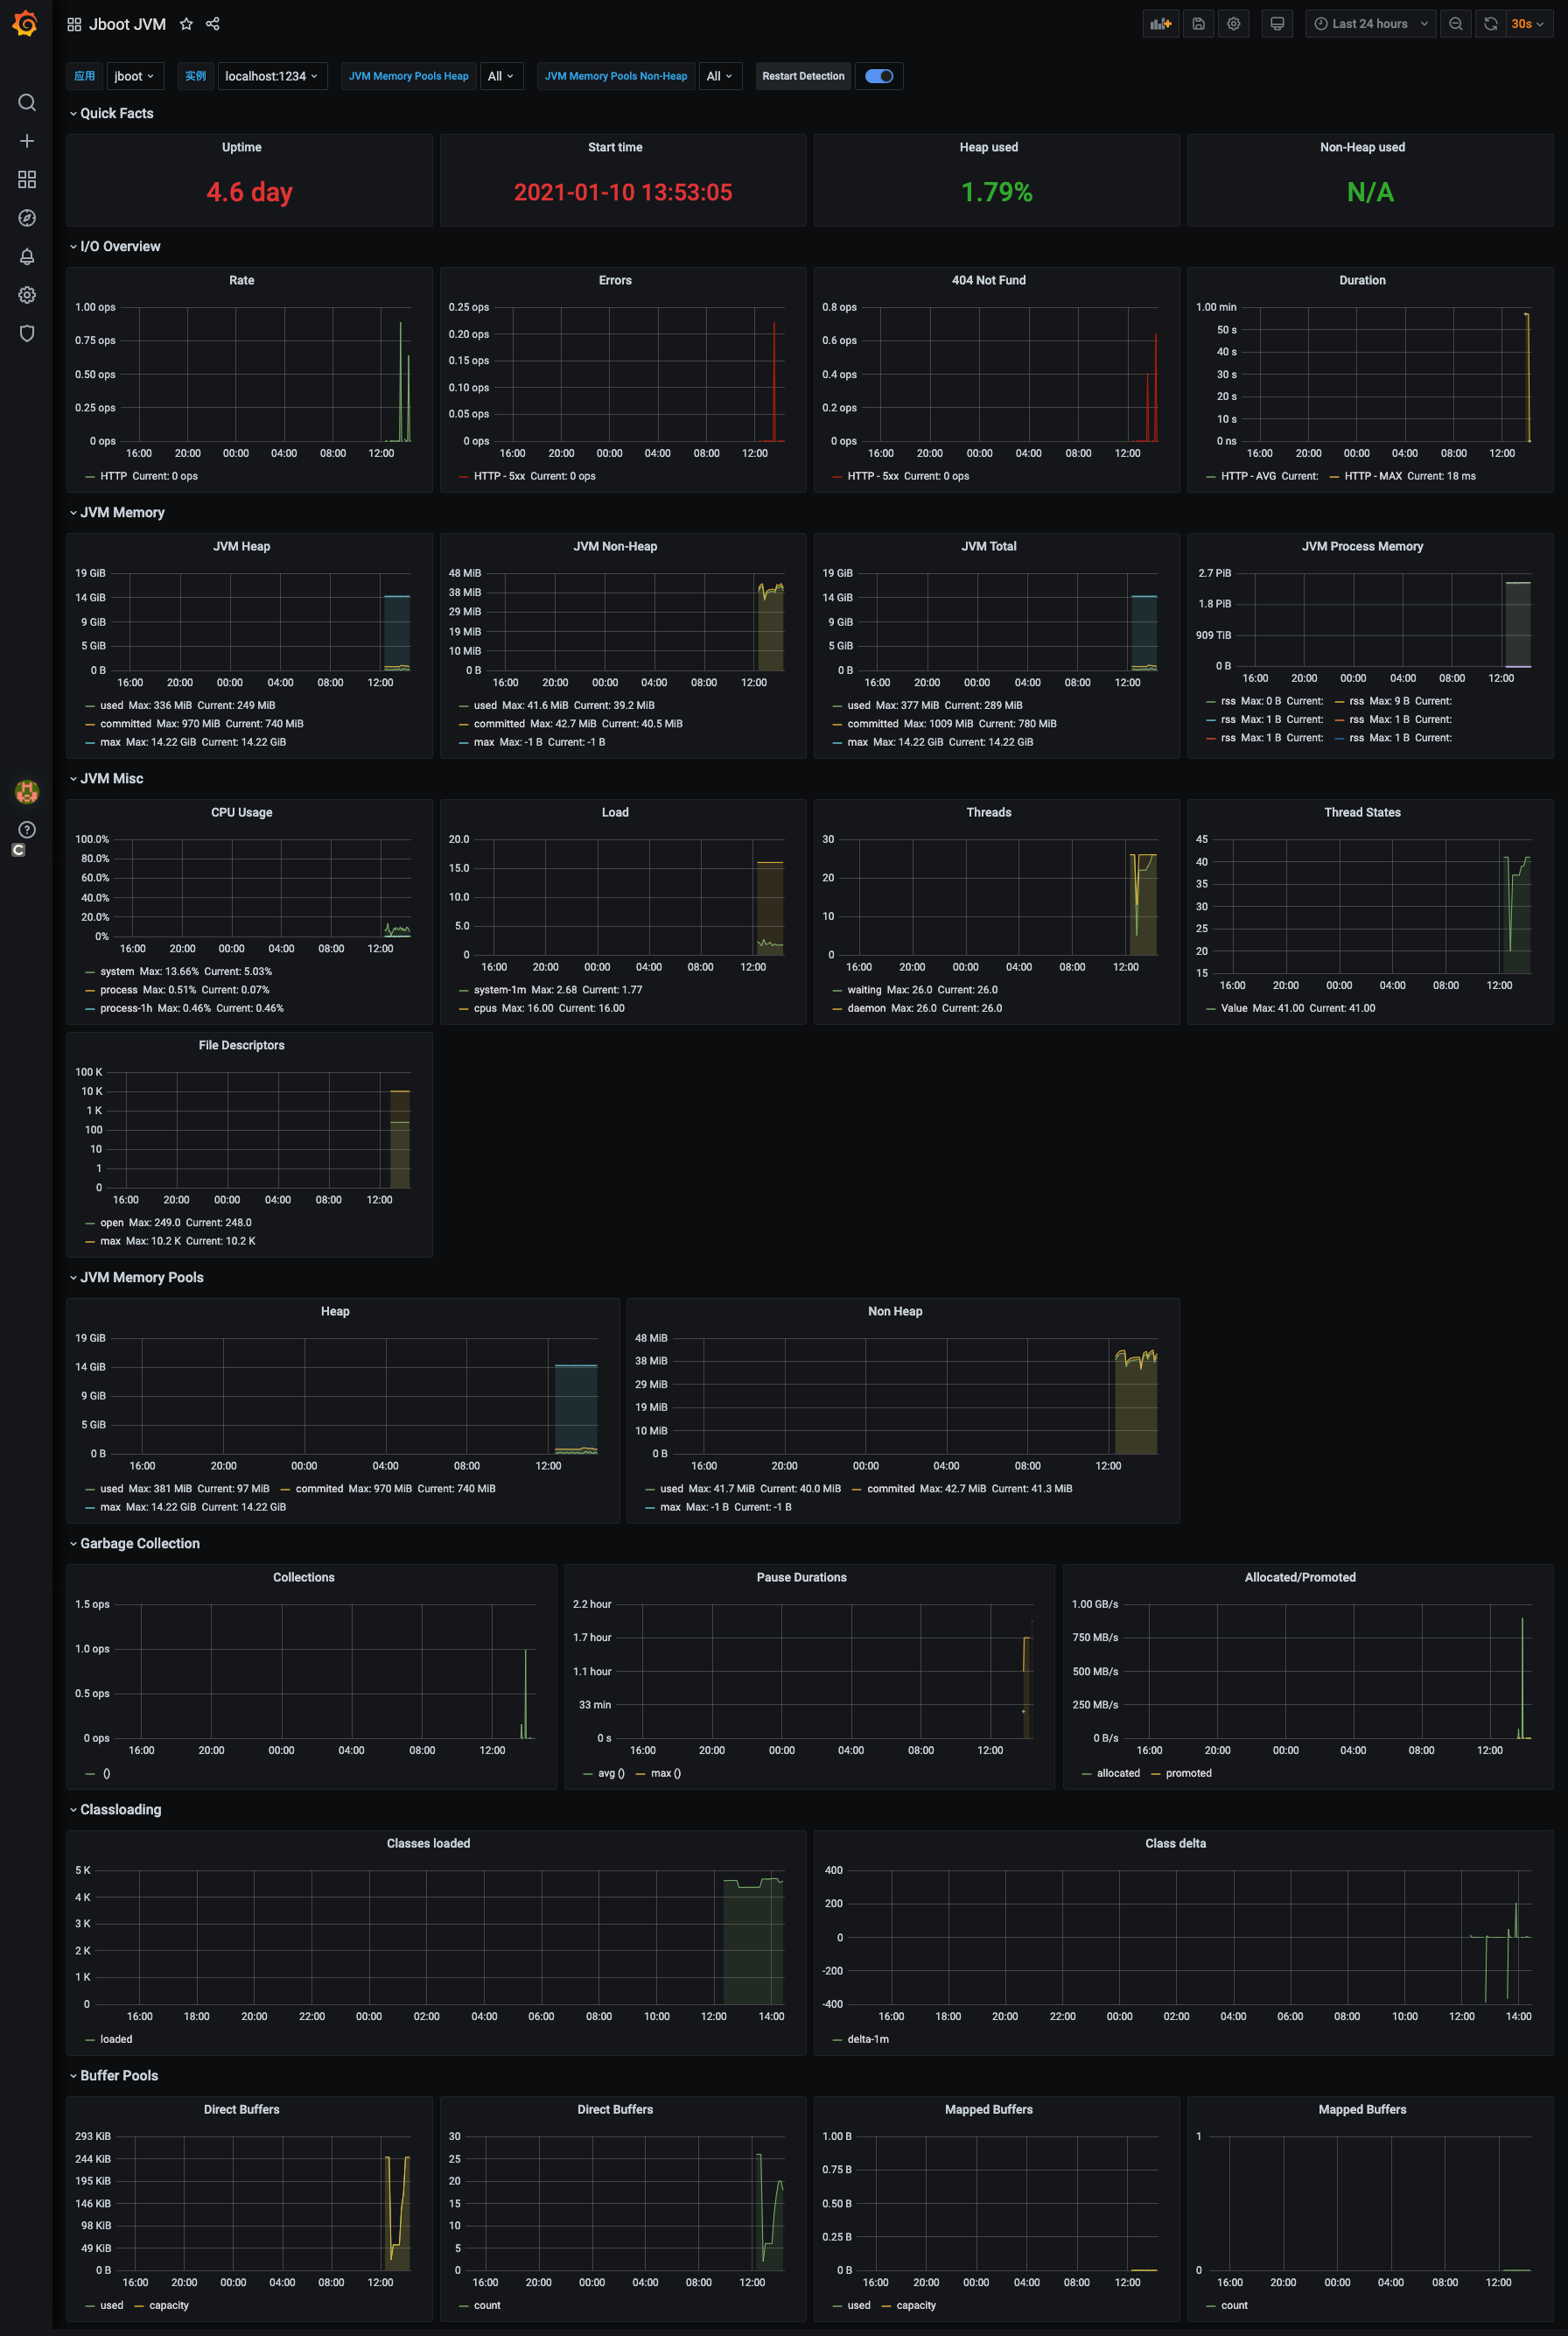 Jboot JVM
Last 24 hours
30s
应用 jboot 实例 localhost:1234 JVM Memory Pools Heap All JVM Memory Pools Non-Heap All Restart Detection
Quick Facts
Uptime
4.6 day
Start time
2021-01-10 13:53:05
Heap used
1.79%
Non-Heap used
N/A
I/O Overview
Rate
1.00 ops
0.75 ops
0.50 ops
0.25 ops
0 ops
16:00 20:00 00:00 04:00 08:00 12:00
HTTP Current: 0 ops
Errors
0.25 ops
0.20 ops
0.15 ops
0.10 ops
0.05 ops
0 ops
16:00 20:00 00:00 04:00 08:00 12:00
HTTP - 5xx Current: 0 ops
404 Not Fund
0.8 ops
0.6 ops
0.4 ops
0.2 ops
0 ops
16:00 20:00 00:00 04:00 08:00 12:00
HTTP - 5xx Current: 0 ops
Duration
1.00 min
50 s
40 s
30 s
20 s
10 s
0 ns
16:00 20:00 00:00 04:00 08:00 12:00
HTTP - AVG Current: HTTP - MAX Current: 18 ms
JVM Memory
JVM Heap
19 GiB
14 GiB
9 GiB
5 GiB
0 B
16:00 20:00 00:00 04:00 08:00 12:00
used Max: 336 MiB Current: 249 MiB
committed Max: 970 MiB Current: 740 MiB
max Max: 14.22 GiB Current: 14.22 GiB
JVM Non-Heap
48 MiB
38 MiB
29 MiB
19 MiB
10 MiB
0 B
16:00 20:00 00:00 04:00 08:00 12:00
used Max: 41.6 MiB Current: 39.2 MiB
committed Max: 42.7 MiB Current: 40.5 MiB
max Max: -1 B Current: -1 B
JVM Total
19 GiB
14 GiB
9 GiB
5 GiB
0 B
16:00 20:00 00:00 04:00 08:00 12:00
used Max: 377 MiB Current: 289 MiB
committed Max: 1009 MiB Current: 780 MiB
max Max: 14.22 GiB Current: 14.22 GiB
JVM Process Memory
2.7 PiB
1.8 PiB
909 TiB
0 B
16:00 20:00 00:00 04:00 08:00 12:00
rss Max: 0 B Current: rss Max: 9 B Current:
rss Max: 1 B Current: rss Max: 1 B Current:
rss Max: 1 B Current: rss Max: 1 B Current:
JVM Misc
CPU Usage
100.0%
80.0%
60.0%
40.0%
20.0%
0%
16:00 20:00 00:00 04:00 08:00 12:00
system Max: 13.66% Current: 5.03%
process Max: 0.51% Current: 0.07%
process-1h Max: 0.46% Current: 0.46%
Load
20.0
15.0
10.0
5.0
0
16:00 20:00 00:00 04:00 08:00 12:00
system-1m Max: 2.68 Current: 1.77
cpus Max: 16.00 Current: 16.00
Threads
30
20
10
0
16:00 20:00 00:00 04:00 08:00 12:00
waiting Max: 26.0 Current: 26.0
daemon Max: 26.0 Current: 26.0
Thread States
45
40
35
30
25
20
15
16:00 20:00 00:00 04:00 08:00 12:00
Value Max: 41.00 Current: 41.00
File Descriptors
100 K
10 K
1 K
100
10
1
0
16:00 20:00 00:00 04:00 08:00 12:00
open Max: 249.0 Current: 248.0
max Max: 10.2 K Current: 10.2 K
JVM Memory Pools
Heap
19 GiB
14 GiB
9 GiB
5 GiB
0 B
16:00 20:00 00:00 04:00 08:00 12:00
used Max: 381 MiB Current: 97 MiB commited Max: 970 MiB Current: 740 MiB
max Max: 14.22 GiB Current: 14.22 GiB
Non Heap
48 MiB
38 MiB
29 MiB
19 MiB
10 MiB
0 B
16:00 20:00 00:00 04:00 08:00 12:00
used Max: 41.7 MiB Current: 40.0 MiB commited Max: 42.7 MiB Current: 41.3 MiB
max Max: -1 B Current: -1 B
Garbage Collection
Collections
1.5 ops
1.0 ops
0.5 ops
0 ops
16:00 20:00 00:00 04:00 08:00 12:00
()
Pause Durations
2.2 hour
1.7 hour
1.1 hour
33 min
0 s
16:00 20:00 00:00 04:00 08:00 12:00
avg () max ()
Allocated/Promoted
1.00 GB/s
750 MB/s
500 MB/s
250 MB/s
0 B/s
16:00 20:00 00:00 04:00 08:00 12:00
allocated promoted
Classloading
Classes loaded
5 K
4 K
3 K
2 K
1 K
0
16:00 18:00 20:00 22:00 00:00 02:00 04:00 06:00 08:00 10:00 12:00 14:00
loaded
Class delta
400
200
0
-200
-400
16:00 18:00 20:00 22:00 00:00 02:00 04:00 06:00 08:00 10:00 12:00 14:00
delta-1m
Buffer Pools
Direct Buffers
293 KiB
244 KiB
195 KiB
146 KiB
98 KiB
49 KiB
0 B
16:00 20:00 00:00 04:00 08:00 12:00
used capacity
Direct Buffers
30
25
20
15
10
5
0
16:00 20:00 00:00 04:00 08:00 12:00
count
Mapped Buffers
1.00 B
0.75 B
0.50 B
0.25 B
0 B
16:00 20:00 00:00 04:00 08:00 12:00
used capacity
Mapped Buffers
1
0
16:00 20:00 00:00 04:00 08:00 12:00
count